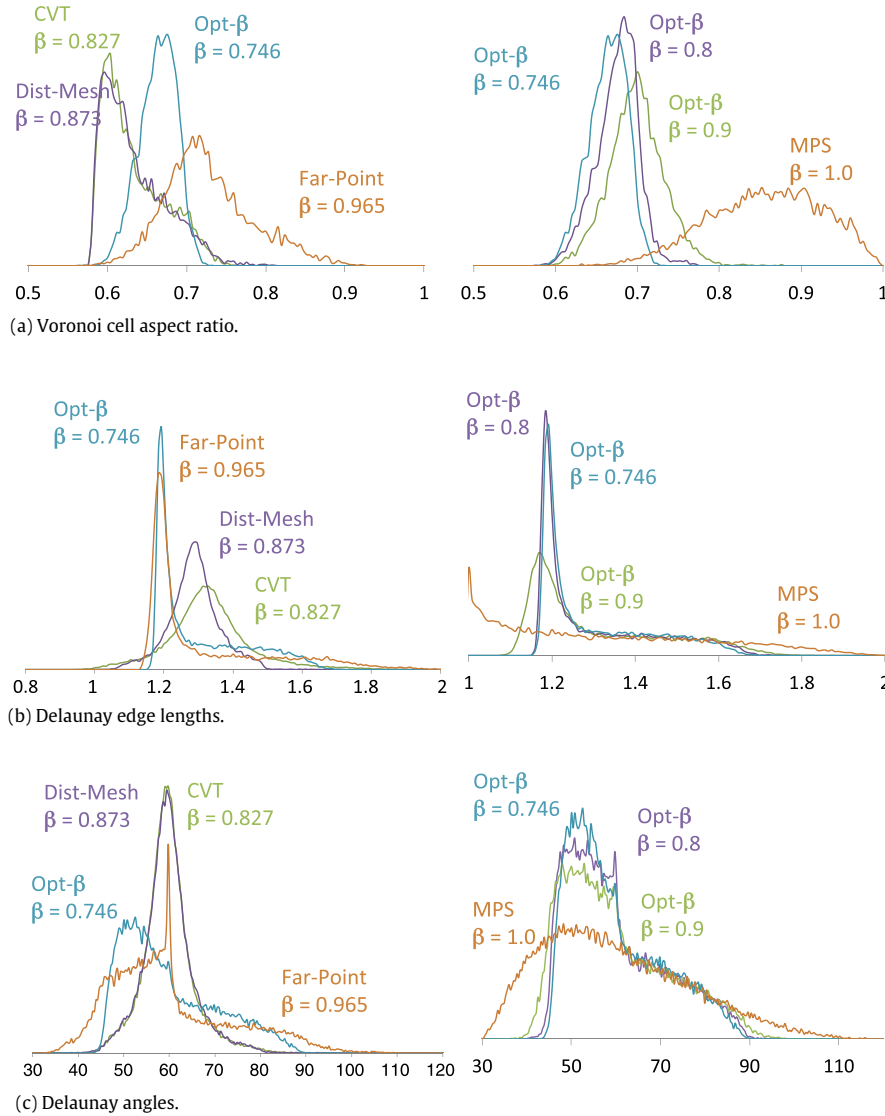 CVT
β = 0.827
Opt-β
β = 0.746
Dist-Mesh
β = 0.873
Far-Point
β = 0.965
0.5 0.6 0.7 0.8 0.9 1
Opt-β
β = 0.8
Opt-β
β = 0.746
Opt-β
β = 0.9
MPS
β = 1.0
0.5 0.6 0.7 0.8 0.9 1
(a) Voronoi cell aspect ratio.
Opt-β
β = 0.746
Far-Point
β = 0.965
Dist-Mesh
β = 0.873
CVT
β = 0.827
0.8 1 1.2 1.4 1.6 1.8 2
Opt-β
β = 0.8
Opt-β
β = 0.746
Opt-β
β = 0.9
MPS
β = 1.0
1 1.2 1.4 1.6 1.8 2
(b) Delaunay edge lengths.
Dist-Mesh
β = 0.873
CVT
β = 0.827
Opt-β
β = 0.746
Far-Point
β = 0.965
30 40 50 60 70 80 90 100 110 120
Opt-β
β = 0.746
Opt-β
β = 0.8
Opt-β
β = 0.9
MPS
β = 1.0
30 50 70 90 110
(c) Delaunay angles.